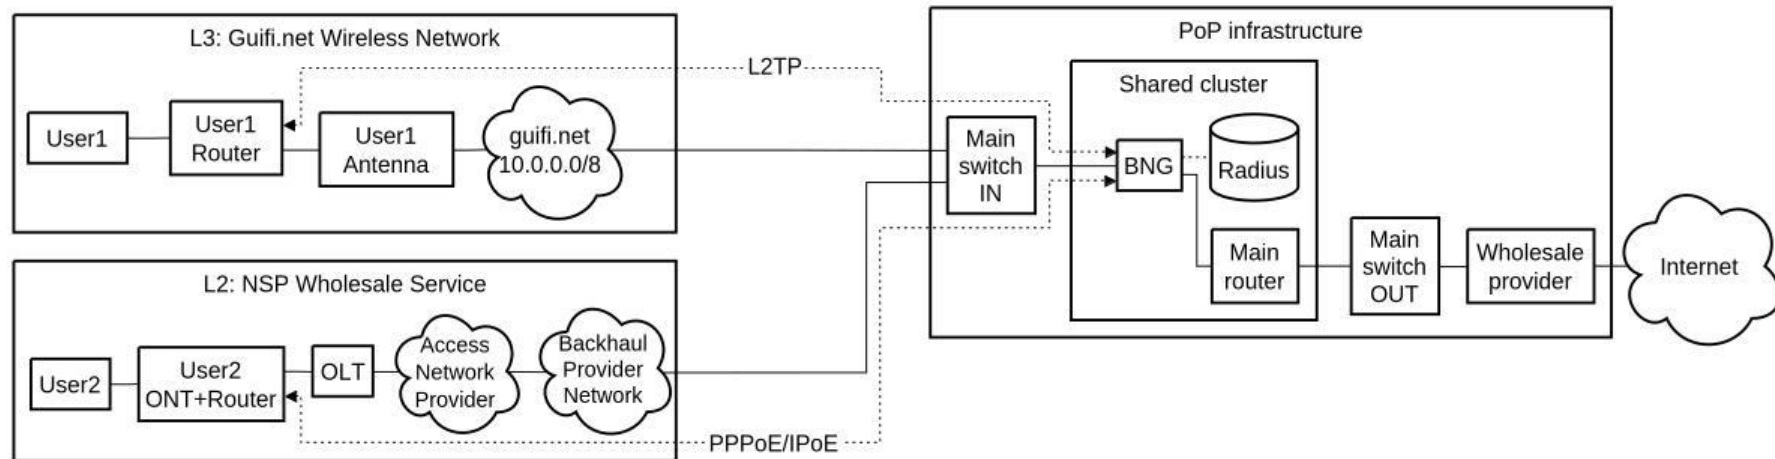 L3: Guifi.net Wireless Network
User1
User1
Router
User1
Antenna
guifi.net
10.0.0.0/8
L2TP
L2: NSP Wholesale Service
User2
User2
ONT+Router
OLT
Access
Network
Provider
Backhaul
Provider
Network
PPPoE/IPoE
PoP infrastructure
Main
switch
IN
Shared cluster
BNG
Radius
Main
router
Main
switch
OUT
Wholesale
provider
Internet